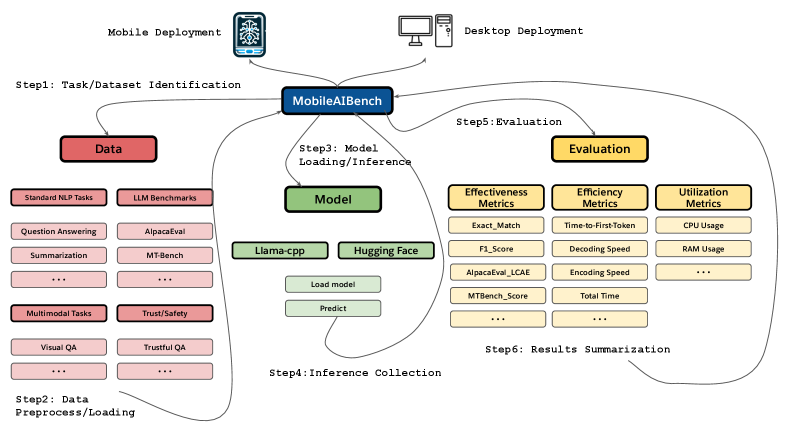 Mobile Deployment
Desktop Deployment
Step1: Task/Dataset Identification
MobileAIBench
Step5:Evaluation
Step3: Model
Loading/Inference
Data
Evaluation
Model
Standard NLP Tasks
LLM Benchmarks
Question Answering
AlpacaEval
Summarization
MT-Bench
...
...
Multimodal Tasks
Trust/Safety
Visual QA
Trustful QA
...
...
Step2: Data
Preprocess/Loading
Llama-cpp
Hugging Face
Load model
Predict
Step4:Inference Collection
Effectiveness
Metrics
Exact_Match
F1_Score
AlpacaEval_LCAE
MTBench_Score
...
Efficiency
Metrics
Time-to-First-Token
Decoding Speed
Encoding Speed
Total Time
...
Utilization
Metrics
CPU Usage
RAM Usage
...
Step6: Results Summarization